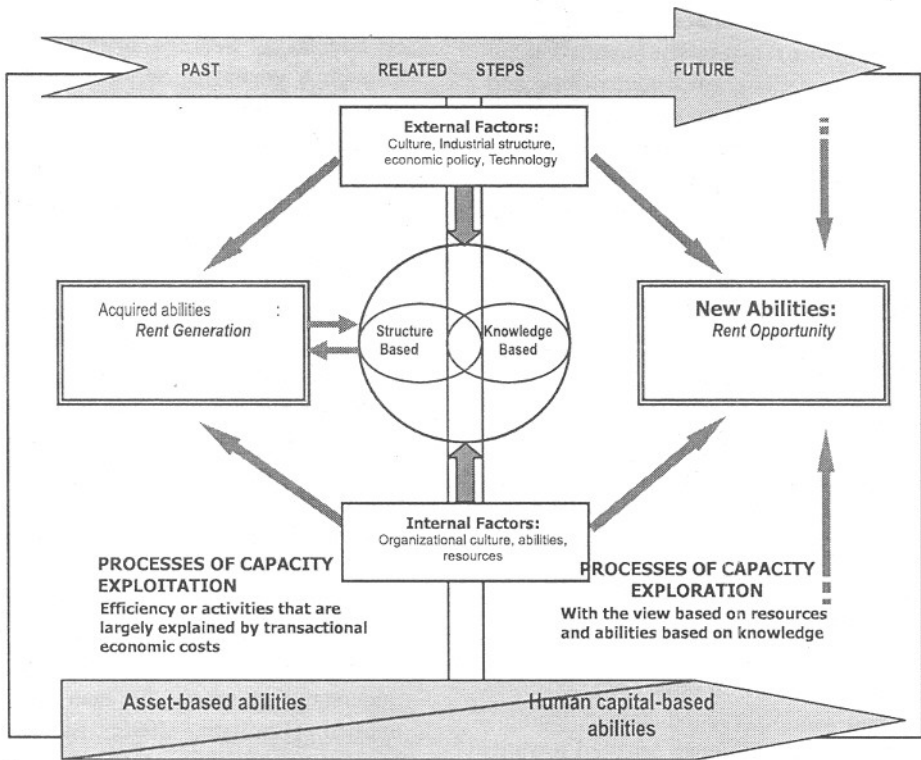 PAST RELATED STEPS FUTURE
External Factors:
Culture, Industrial structure,
economic policy, Technology
Acquired abilities :
Rent Generation
Structure
Based
Knowledge
Based
New Abilities:
Rent Opportunity
Internal Factors:
Organizational culture, abilities,
resources
PROCESSES OF CAPACITY
EXPLOITATION
Efficiency or activities that are
largely explained by transactional
economic costs
PROCESSES OF CAPACITY
EXPLORATION
With the view based on resources
and abilities based on knowledge
Asset-based abilities
Human capital-based
abilities